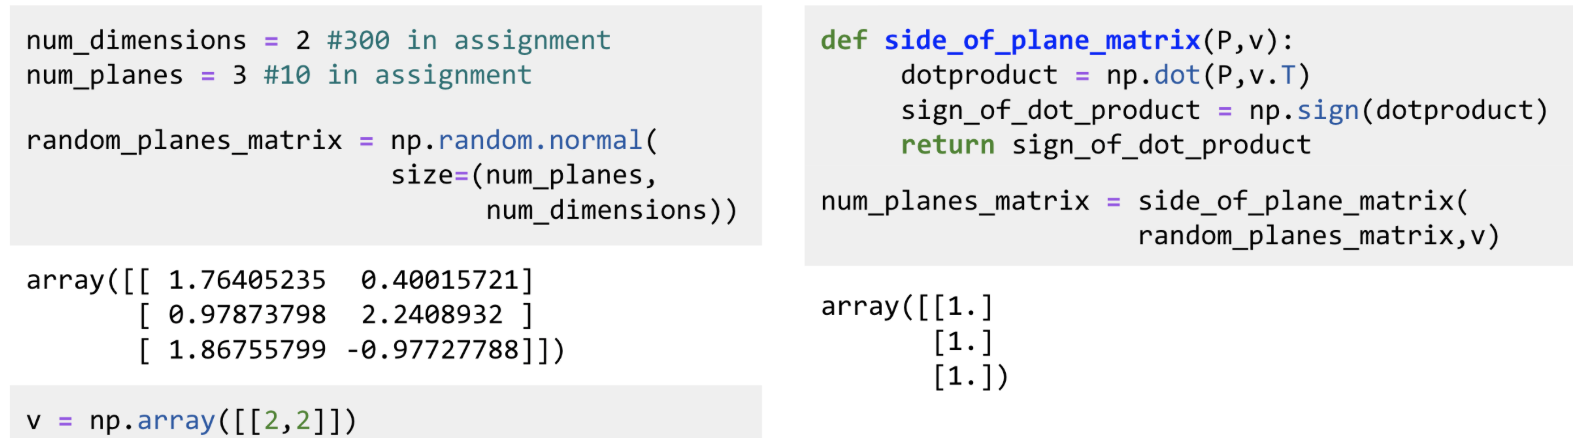 num_dimensions = 2 #300 in assignment
num_planes = 3 #10 in assignment
random_planes_matrix = np.random.normal(
size=(num_planes,
num_dimensions))
array([[ 1.76405235  0.40015721]
[ 0.97873798  2.2408932 ]
[ 1.86755799 -0.97727788]])
v = np.array([[2,2]])
def side_of_plane_matrix(P,v):
dotproduct = np.dot(P,v.T)
sign_of_dot_product = np.sign(dotproduct)
return sign_of_dot_product
num_planes_matrix = side_of_plane_matrix(
random_planes_matrix,v)
array([[1.]
[1.]
[1.])